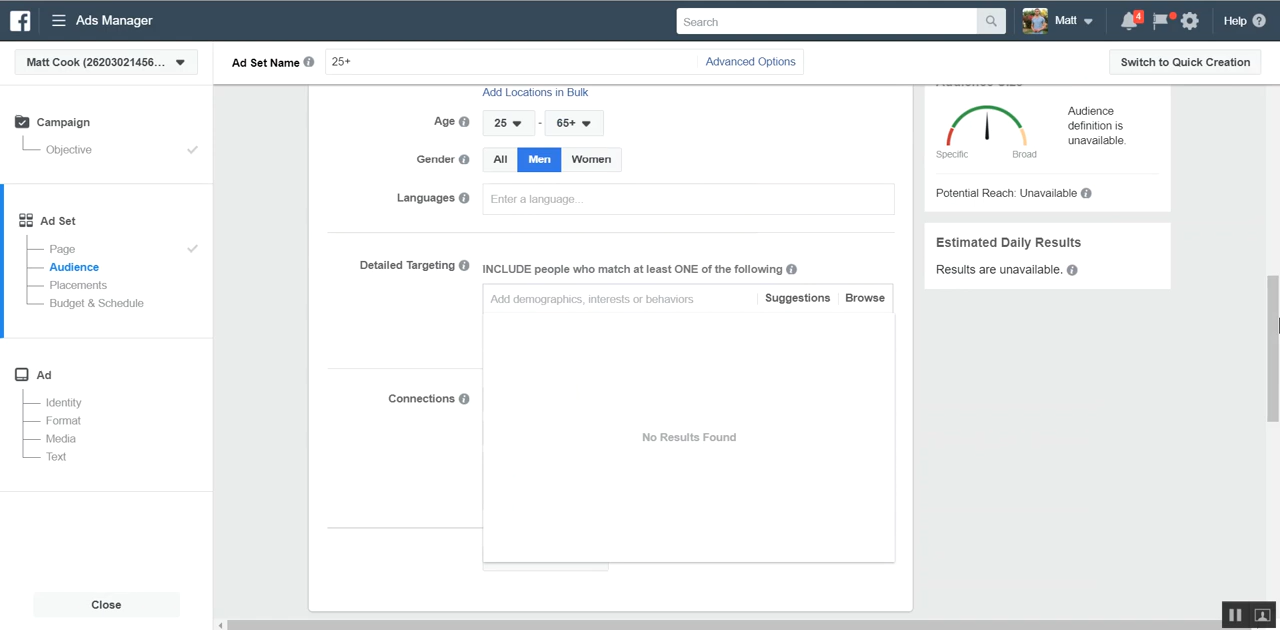 f Ads Manager Search Matt 4 Help ?
Matt Cook (26203021456... Ad Set Name i 25+ Advanced Options Switch to Quick Creation
Add Locations in Bulk
Audience Size
Campaign
Objective
Age i 25 - 65+
Audience definition is unavailable.
Specific Broad
Gender i All Men Women
Potential Reach: Unavailable i
Languages i Enter a language...
Ad Set
Page
Audience
Placements
Budget & Schedule
Estimated Daily Results
Results are unavailable. i
Detailed Targeting i INCLUDE people who match at least ONE of the following i
Add demographics, interests or behaviors Suggestions Browse
No Results Found
Connections i
Ad
Identity
Format
Media
Text
Close